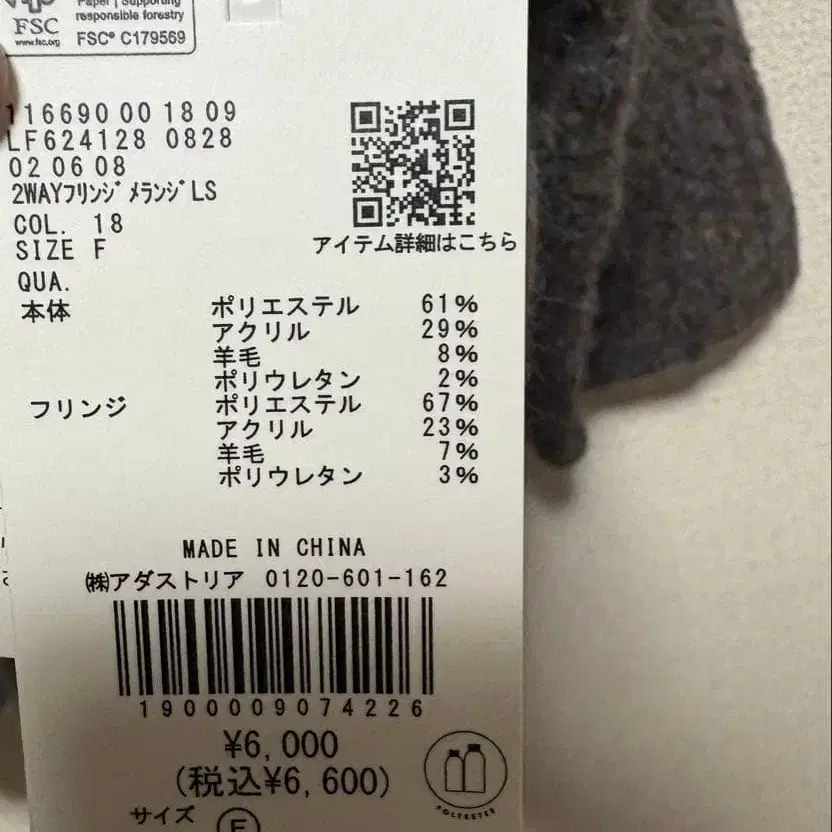 FSC
www.fsc.org
Paper | Supporting
responsible forestry
FSC® C179569
116690 00 18 09
LF624128 0828
02 06 08
2WAYフリンジメランジLS
COL. 18
SIZE F
アイテム詳細はこちら
QUA.
本体 ポリエステル 61%
アクリル 29%
羊毛 8%
ポリウレタン 2%
フリンジ ポリエステル 67%
アクリル 23%
羊毛 7%
ポリウレタン 3%
MADE IN CHINA
㈱アダストリア 0120-601-162
1900009074226
¥6,000
(税込¥6,600)
POLYESTER
サイズ F